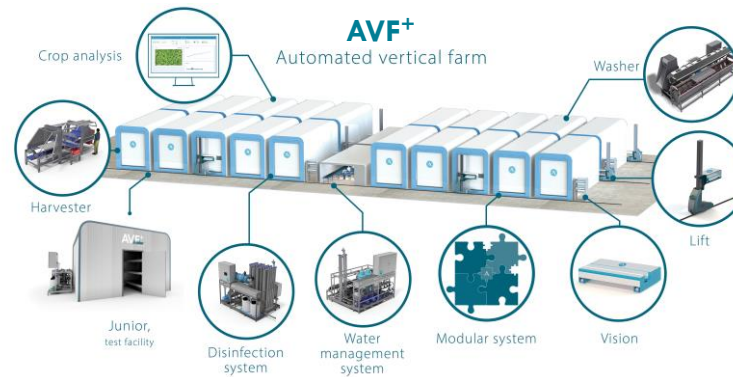 AVF+
Automated vertical farm
Crop analysis
Washer
Harvester
Lift
AVF+
Junior,
test facility
Disinfection
system
Water
management
system
Modular system
Vision